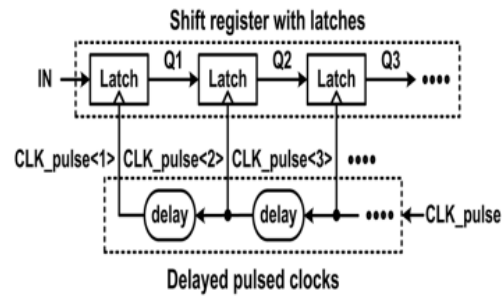 Shift register with latches
IN Latch Q1 Latch Q2 Latch Q3
CLK_pulse<1> CLK_pulse<2> CLK_pulse<3>
delay delay CLK_pulse
Delayed pulsed clocks